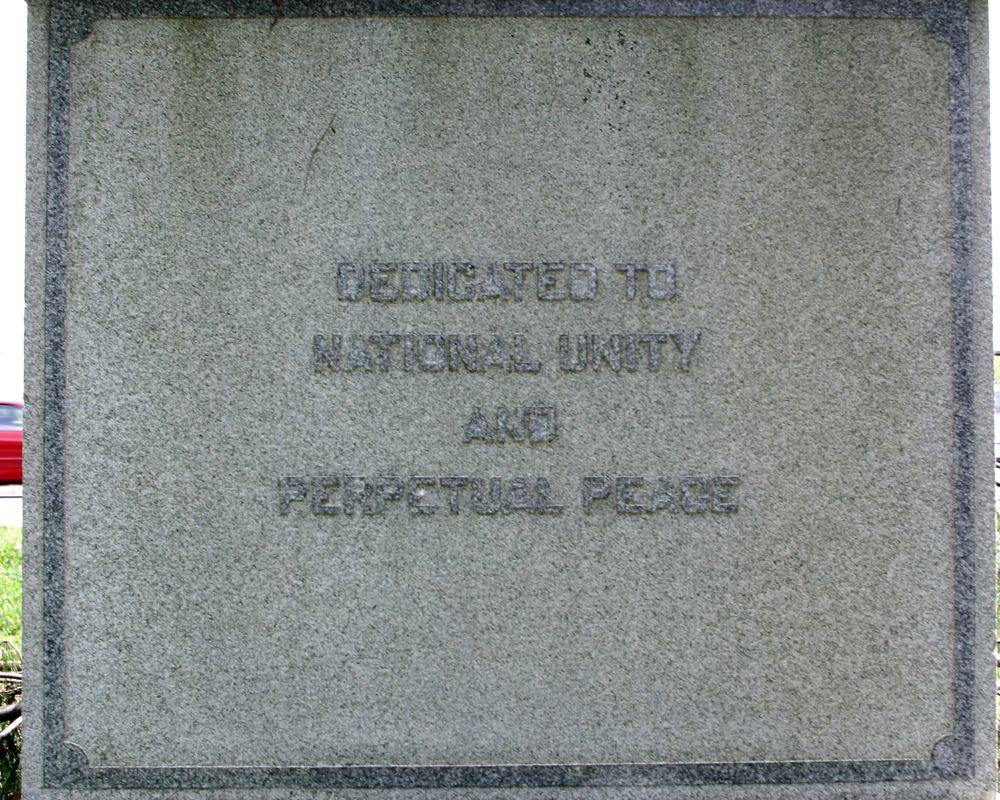 DEDICATED TO
NATIONAL UNITY
AND
PERPETUAL PEACE